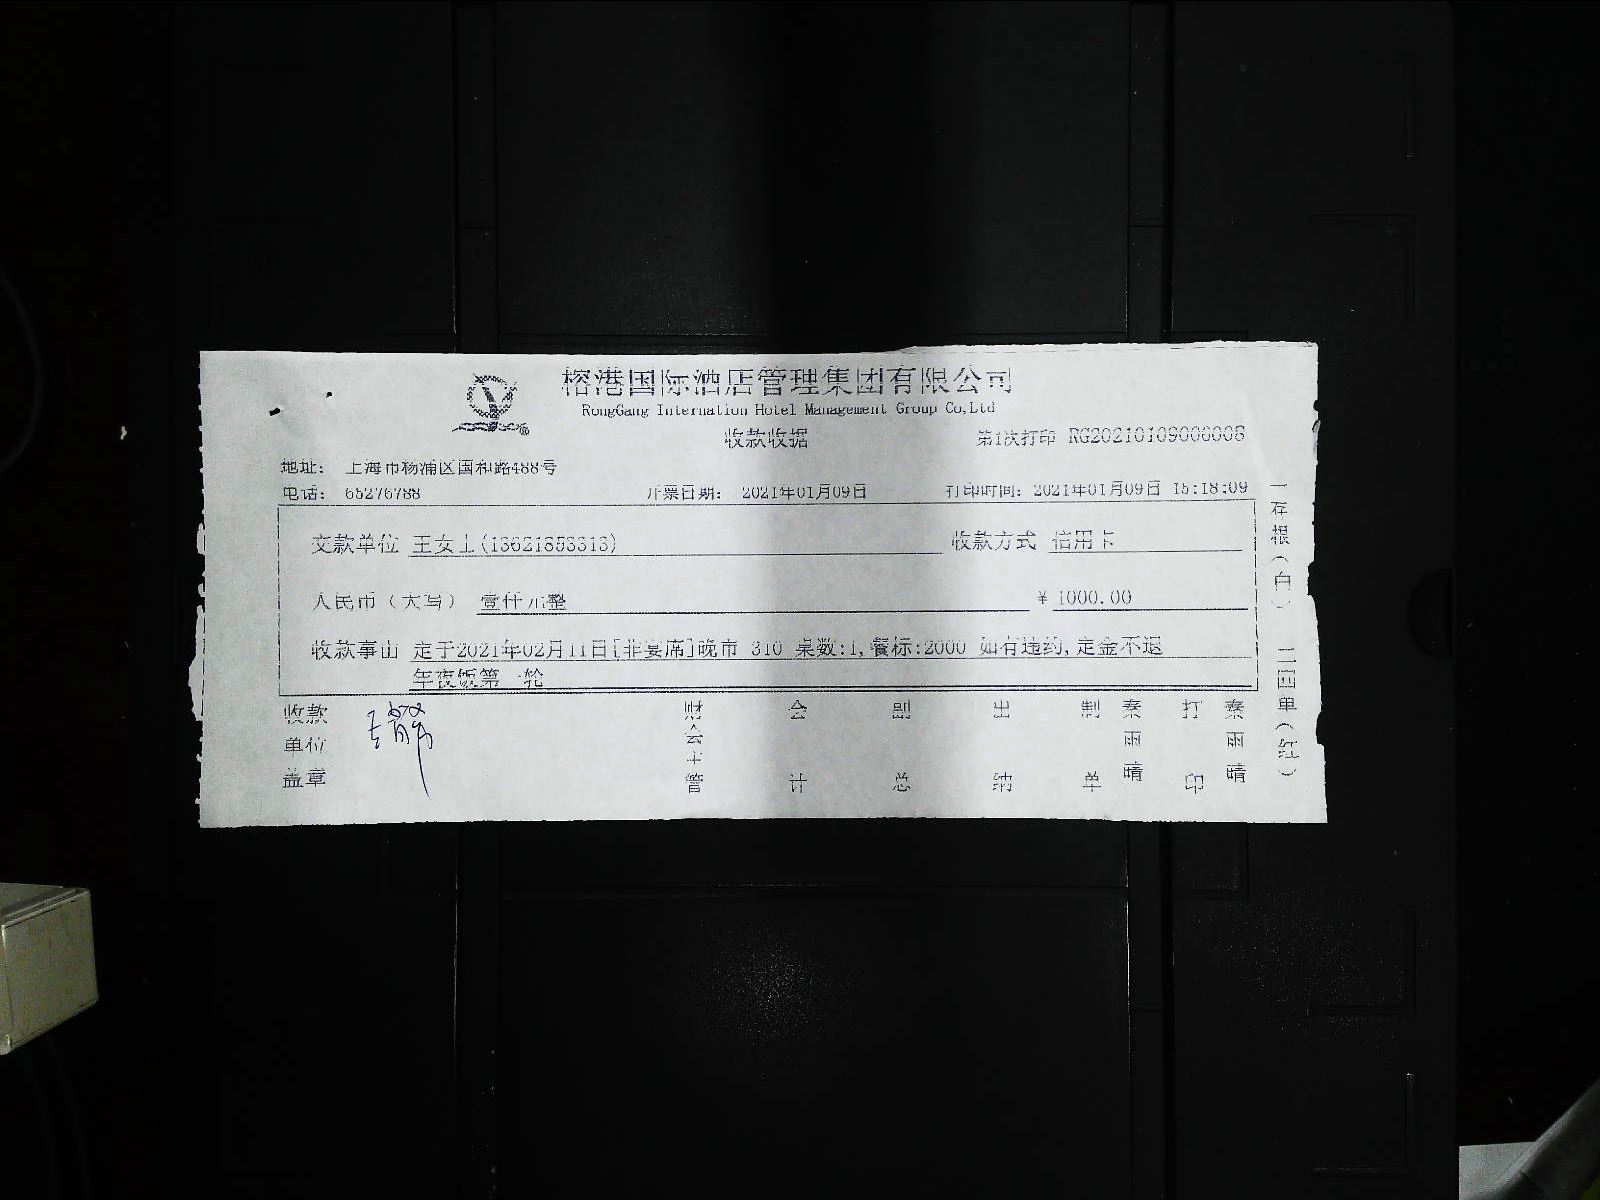 榕港国际酒店管理集团有限公司
RongGang Internation Hotel Management Group Co,Ltd
收款收据
第1次打印 RG20210109006008
地址： 上海市杨浦区国和路488号
电话： 65276788 开票日期： 2021年01月09日 打印时间：2021年01月09日 15:18:09
交款单位 王女士 收款方式 信用卡
人民币（大写） 壹仟元整 ￥1000.00
收款事由 定于2021年02月11日[非宴席]晚市 310 桌数:1,餐标:2000 如有违约,定金不退
年夜饭第一轮
收款单位盖章
财会主管
会计
副总
出纳
制单 秦雨晴
打印 秦雨晴
一存根（白） 二回单（红）